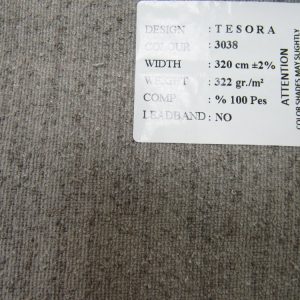 DESIGN : TESORA
COLOUR : 3038
WIDTH : 320 cm ±2%
WEIGHT : 322 gr./m²
COMP : % 100 Pes
LEADBAND : NO
ATTENTION
COLOR SHADES MAY SLIGHTLY